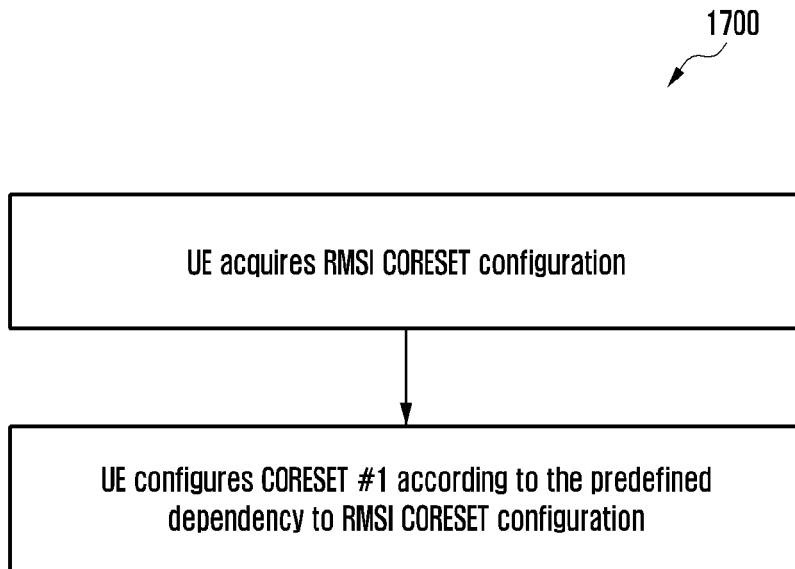 1700
UE acquires RMSI CORESET configuration
UE configures CORESET #1 according to the predefined
dependency to RMSI CORESET configuration